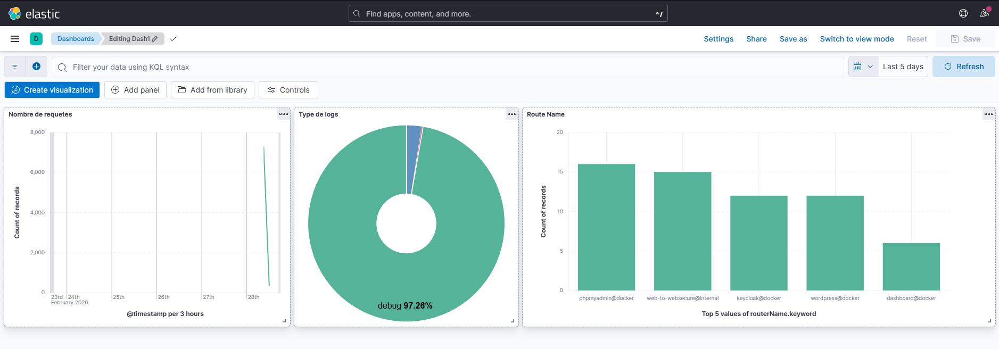 elastic
Find apps, content, and more.
^/
D
Dashboards
Editing Dash1
Settings
Share
Save as
Switch to view mode
Reset
Save
Filter your data using KQL syntax
Last 5 days
Refresh
Create visualization
Add panel
Add from library
Controls
Nombre de requetes
8,000
6,000
4,000
2,000
0
Count of records
23rd
24th
25th
26th
27th
28th
February 2026
@timestamp per 3 hours
Type de logs
debug 97.26%
Route Name
20
15
10
5
0
Count of records
phpmyadmin@docker
web-to-websecure@internal
keycloak@docker
wordpress@docker
dashboard@docker
Top 5 values of routerName.keyword